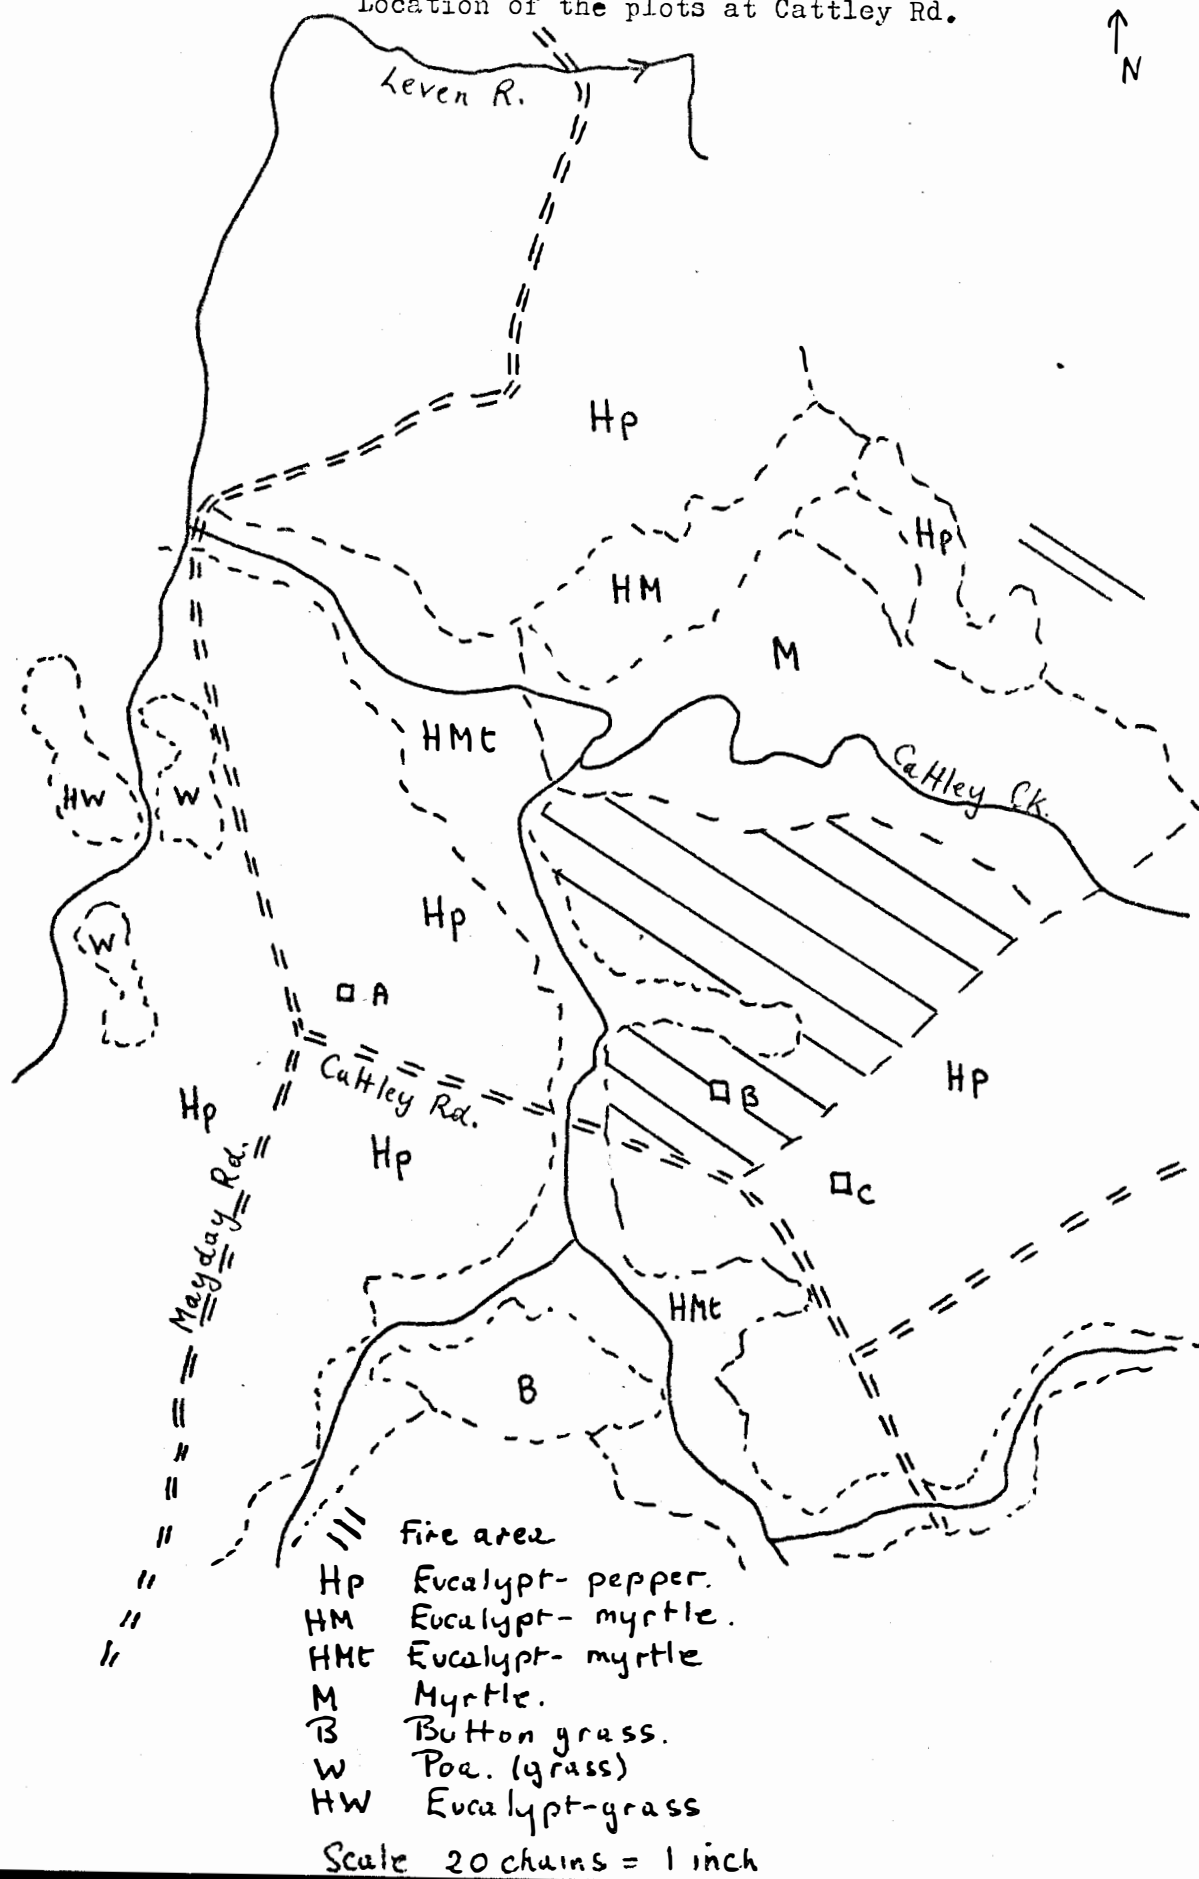 Location of the plots at Cattley Rd.
N
Leven R.
Hp
Hp
HM
M
HMt
Cattley Ck.
HW
W
Hp
W
A
Hp
Cattley Rd.
B
Hp
Hp
C
Mayday Rd.
HMt
B
Fire area
Hp Eucalypt- pepper.
HM Eucalypt- myrtle.
HMt Eucalypt- myrtle
M Myrtle.
B Button grass.
W Poa. (grass)
HW Eucalypt-grass
Scale 20 chains = 1 inch